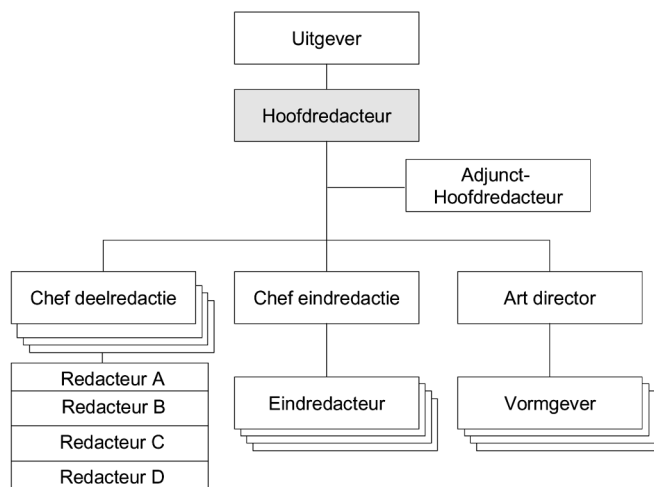 Uitgever
Hoofdredacteur
Adjunct-
Hoofdredacteur
Chef deelredactie
Chef eindredactie
Art director
Redacteur A
Redacteur B
Redacteur C
Redacteur D
Eindredacteur
Vormgever